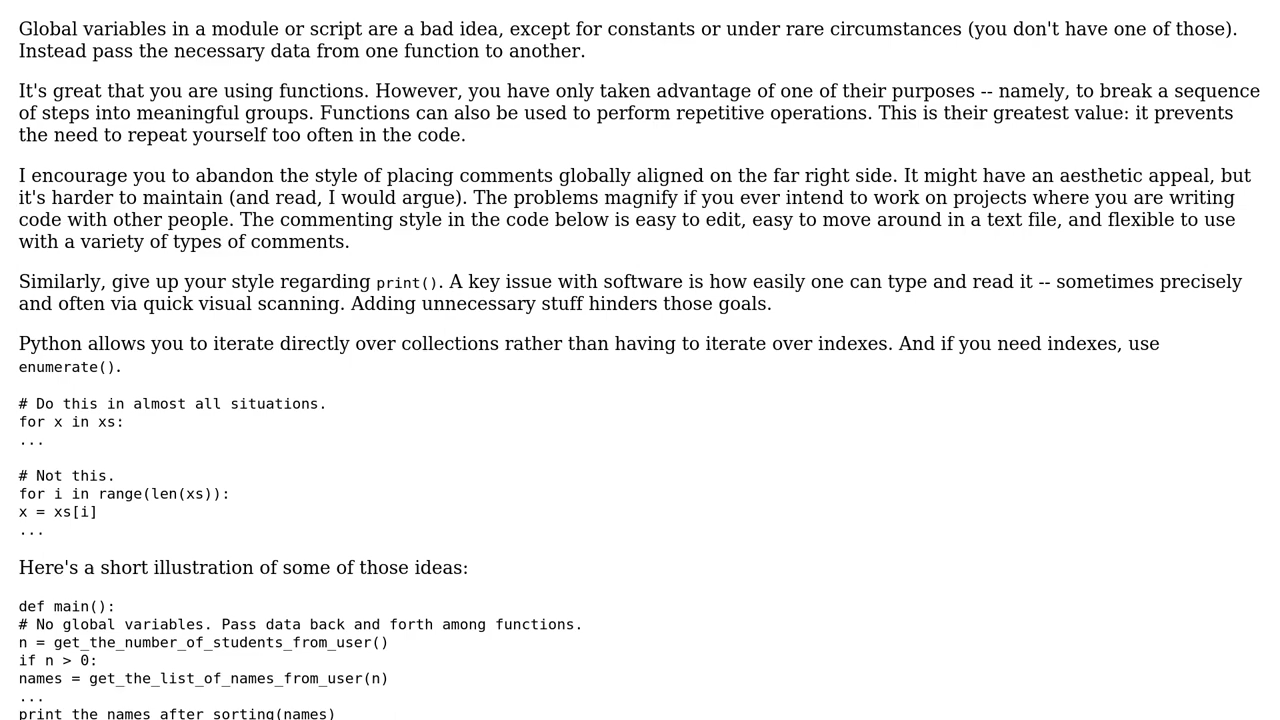 Global variables in a module or script are a bad idea, except for constants or under rare circumstances (you don't have one of those).
Instead pass the necessary data from one function to another.
It's great that you are using functions. However, you have only taken advantage of one of their purposes -- namely, to break a sequence
of steps into meaningful groups. Functions can also be used to perform repetitive operations. This is their greatest value: it prevents
the need to repeat yourself too often in the code.
I encourage you to abandon the style of placing comments globally aligned on the far right side. It might have an aesthetic appeal, but
it's harder to maintain (and read, I would argue). The problems magnify if you ever intend to work on projects where you are writing
code with other people. The commenting style in the code below is easy to edit, easy to move around in a text file, and flexible to use
with a variety of types of comments.
Similarly, give up your style regarding print(). A key issue with software is how easily one can type and read it -- sometimes precisely
and often via quick visual scanning. Adding unnecessary stuff hinders those goals.
Python allows you to iterate directly over collections rather than having to iterate over indexes. And if you need indexes, use
enumerate().
# Do this in almost all situations.
for x in xs:
...
# Not this.
for i in range(len(xs)):
x = xs[i]
...
Here's a short illustration of some of those ideas:
def main():
# No global variables. Pass data back and forth among functions.
n = get_the_number_of_students_from_user()
if n > 0:
names = get_the_list_of_names_from_user(n)
...
print_the_names_after_sorting(names)